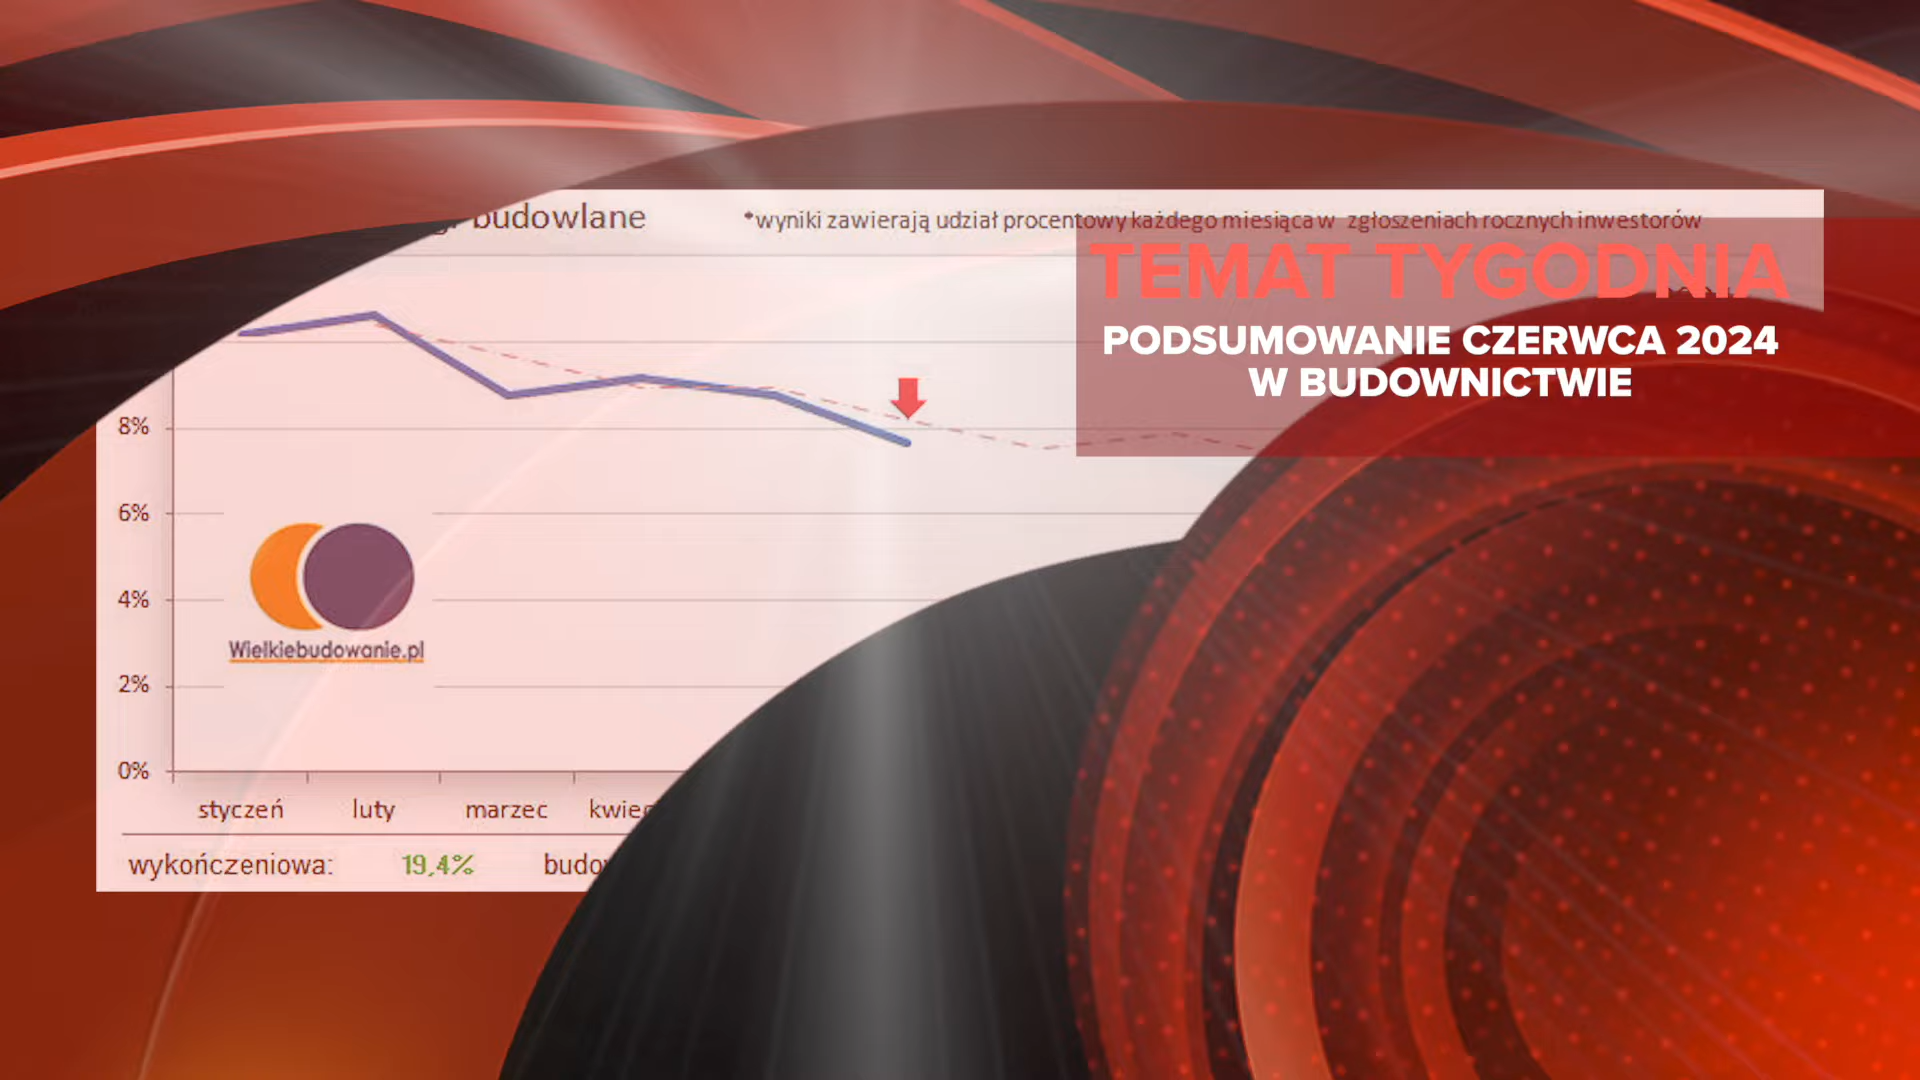 budowlane
*wyniki zawierają udział procentowy każdego miesiąca w zgłoszeniach rocznych inwestorów
TEMAT TYGODNIA
PODSUMOWANIE CZERWCA 2024
W BUDOWNICTWIE
8%
6%
4%
2%
0%
Wielkiebudowanie.pl
styczeń luty marzec
wykończeniowa: 19,4%